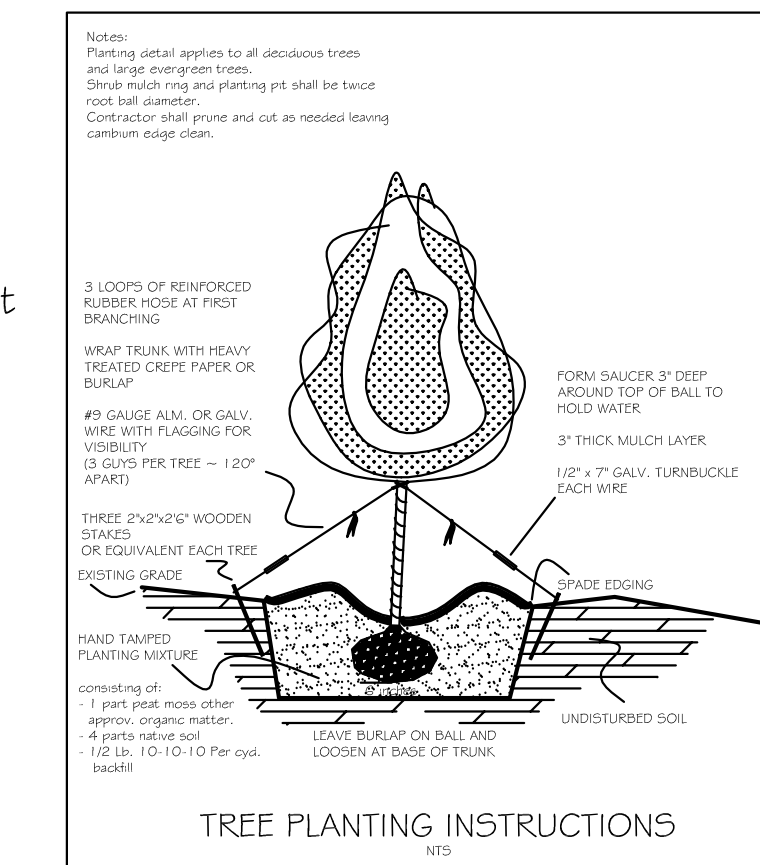 Notes:
Planting detail applies to all deciduous trees
and large evergreen trees.
Shrub mulch ring and planting pit shall be twice
root ball diameter.
Contractor shall prune and cut as needed leaving
cambium edge clean.
t
3 LOOPS OF REINFORCED
RUBBER HOSE AT FIRST
BRANCHING
WRAP TRUNK WITH HEAVY
TREATED CREPE PAPER OR
BURLAP
#9 GAUGE ALM. OR GALV.
WIRE WITH FLAGGING FOR
VISIBILITY
(3 GUYS PER TREE ~ 120°
APART)
THREE 2"x2"x2'6" WOODEN
STAKES
OR EQUIVALENT EACH TREE
EXISTING GRADE
HAND TAMPED
PLANTING MIXTURE
consisting of:
- 1 part peat moss other
approv. organic matter.
- 4 parts native soil
- 1/2 Lb. 10-10-10 Per cyd.
backfill
FORM SAUCER 3" DEEP
AROUND TOP OF BALL TO
HOLD WATER
3" THICK MULCH LAYER
1/2" x 7" GALV. TURNBUCKLE
EACH WIRE
SPADE EDGING
UNDISTURBED SOIL
inches
LEAVE BURLAP ON BALL AND
LOOSEN AT BASE OF TRUNK
TREE PLANTING INSTRUCTIONS
NTS